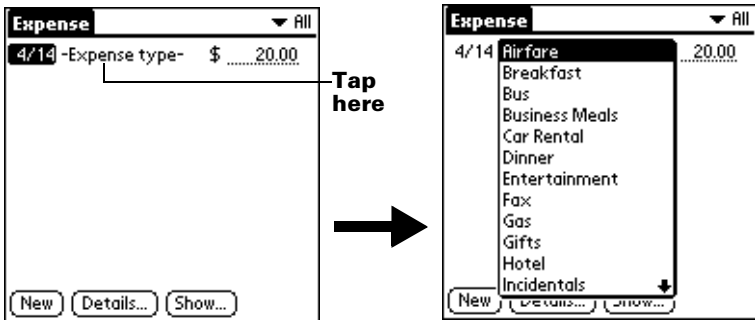 Expense
All
4/14 -Expense type- $ 20.00
Tap
here
New Details... Show...
Expense
All
4/14 Airfare 20.00
Breakfast
Bus
Business Meals
Car Rental
Dinner
Entertainment
Fax
Gas
Gifts
Hotel
Incidentals
New